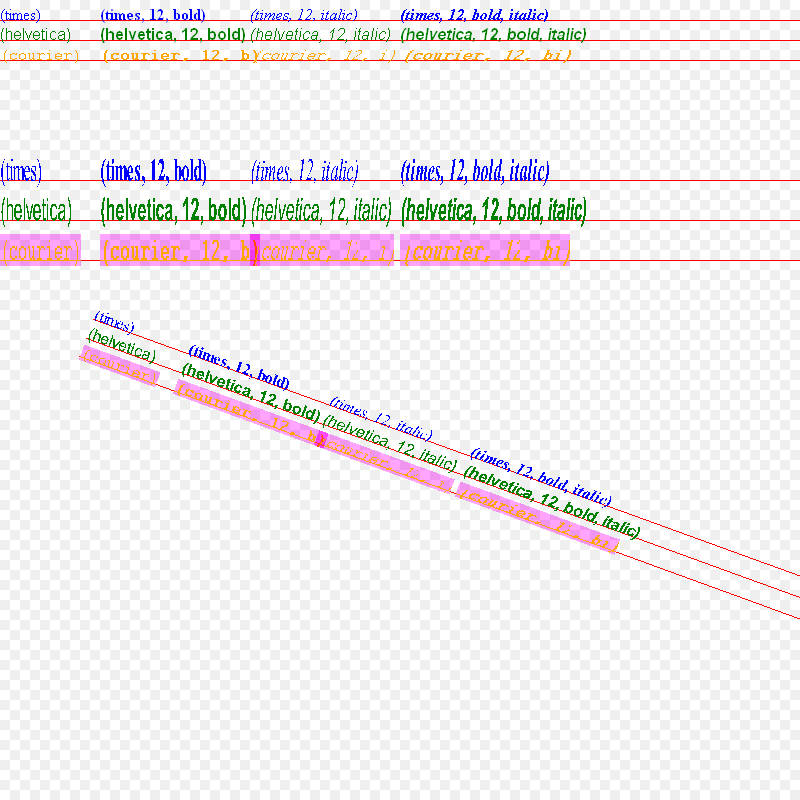 (times) (times, 12, bold) (times, 12, italic) (times, 12, bold, italic)
(helvetica) (helvetica, 12, bold) (helvetica, 12, italic) (helvetica, 12, bold, italic)
(courier) (courier, 12, b) (courier, 12, i) (courier, 12, bi)
(times) (times, 12, bold) (times, 12, italic) (times, 12, bold, italic)
(helvetica) (helvetica, 12, bold) (helvetica, 12, italic) (helvetica, 12, bold, italic)
(courier) (courier, 12, b) (courier, 12, i) (courier, 12, bi)
(times) (times, 12, bold) (times, 12, italic) (times, 12, bold, italic)
(helvetica) (helvetica, 12, bold) (helvetica, 12, italic) (helvetica, 12, bold, italic)
(courier) (courier, 12, b) (courier, 12, i) (courier, 12, bi)